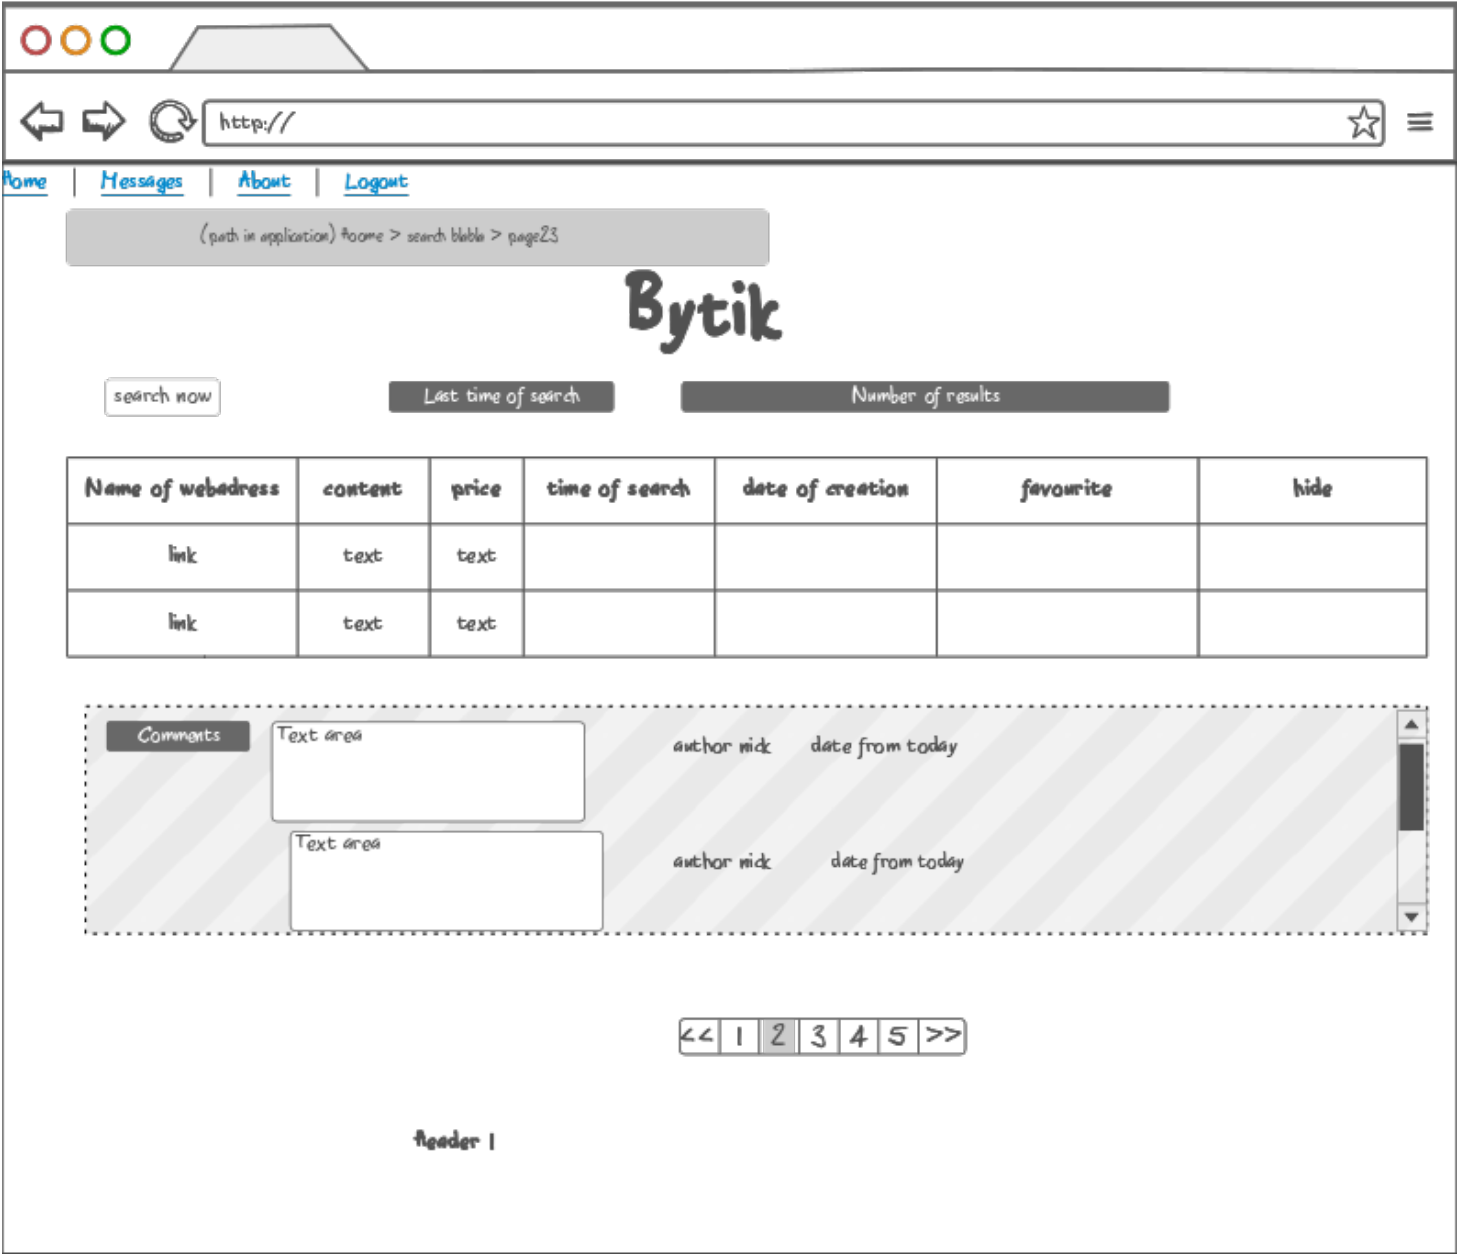 http://
Home | Messages | About | Logout
(path in application) Hoome > search blabla > page23
Bytik
search now Last time of search Number of results
Name of webadress content price time of search date of creation favourite hide
link text text
link text text
Comments Text area author nick date from today
Text area author nick date from today
<< 1 2 3 4 5 >>
Header 1